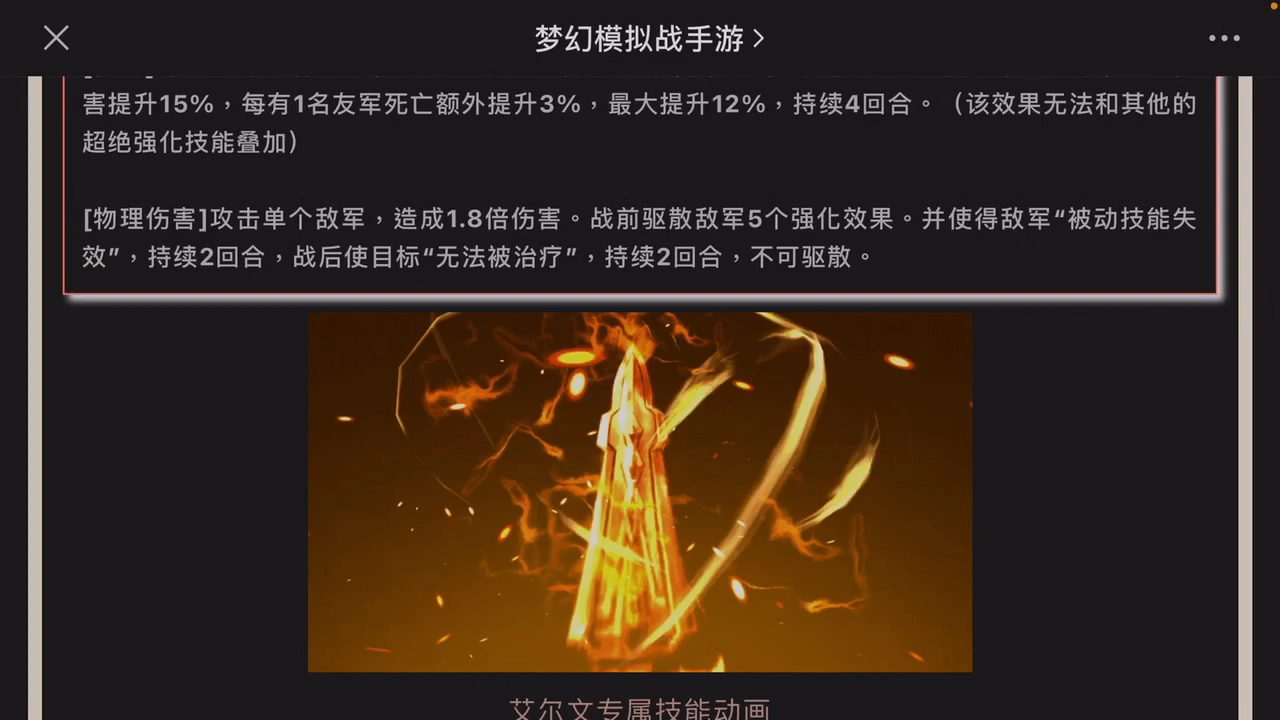 梦幻模拟战手游
害提升15%，每有1名友军死亡额外提升3%，最大提升12%，持续4回合。（该效果无法和其他的
超绝强化技能叠加）
[物理伤害]攻击单个敌军，造成1.8倍伤害。战前驱散敌军5个强化效果。并使得敌军“被动技能失
效”，持续2回合，战后使目标“无法被治疗”，持续2回合，不可驱散。
艾尔文专属技能动画